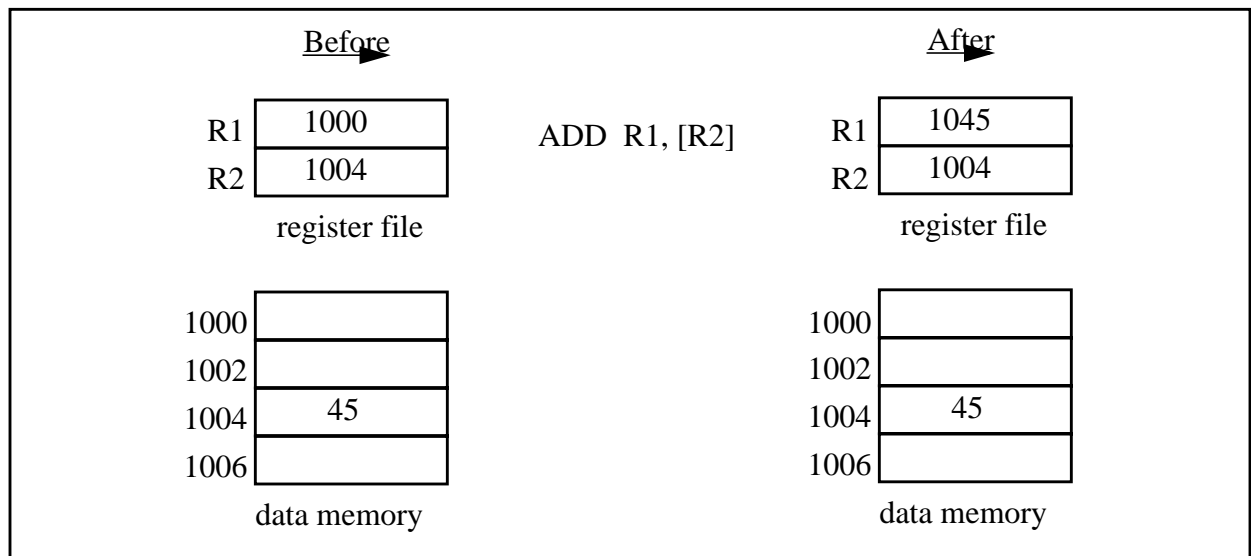 Before
R1 1000
R2 1004
register file
1000
1002
1004 45
1006
data memory
ADD R1, [R2]
After
R1 1045
R2 1004
register file
1000
1002
1004 45
1006
data memory